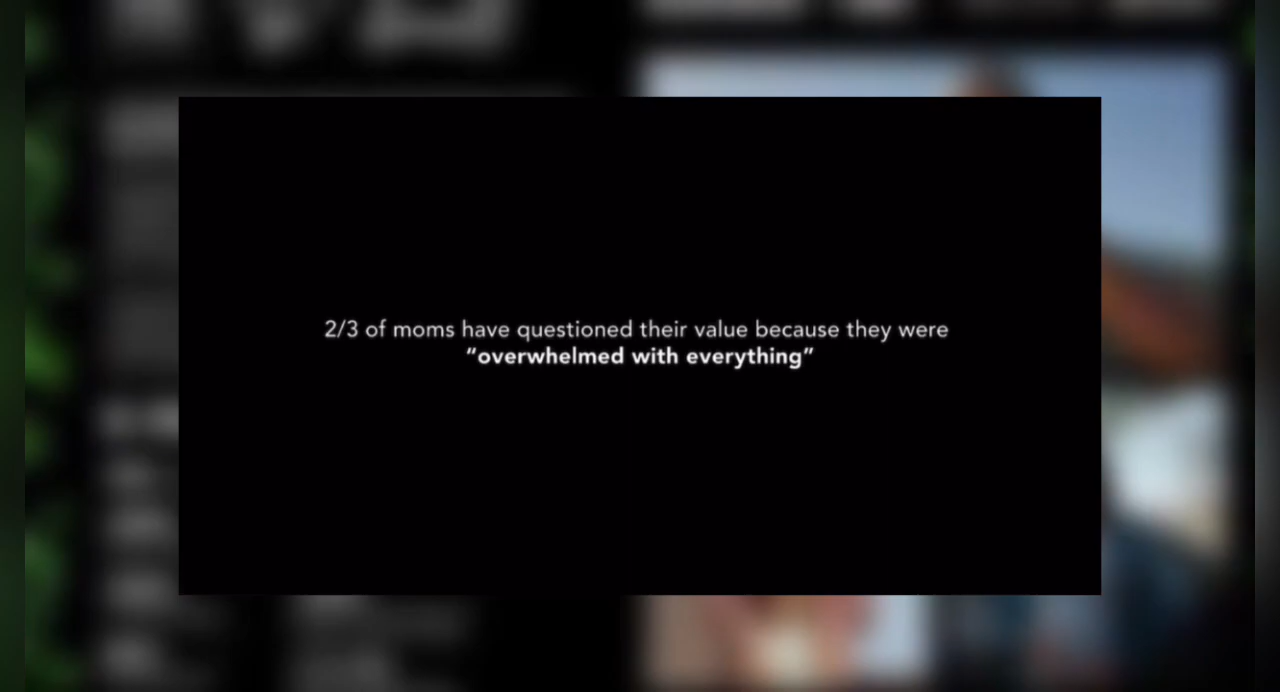 2/3 of moms have questioned their value because they were
“overwhelmed with everything”